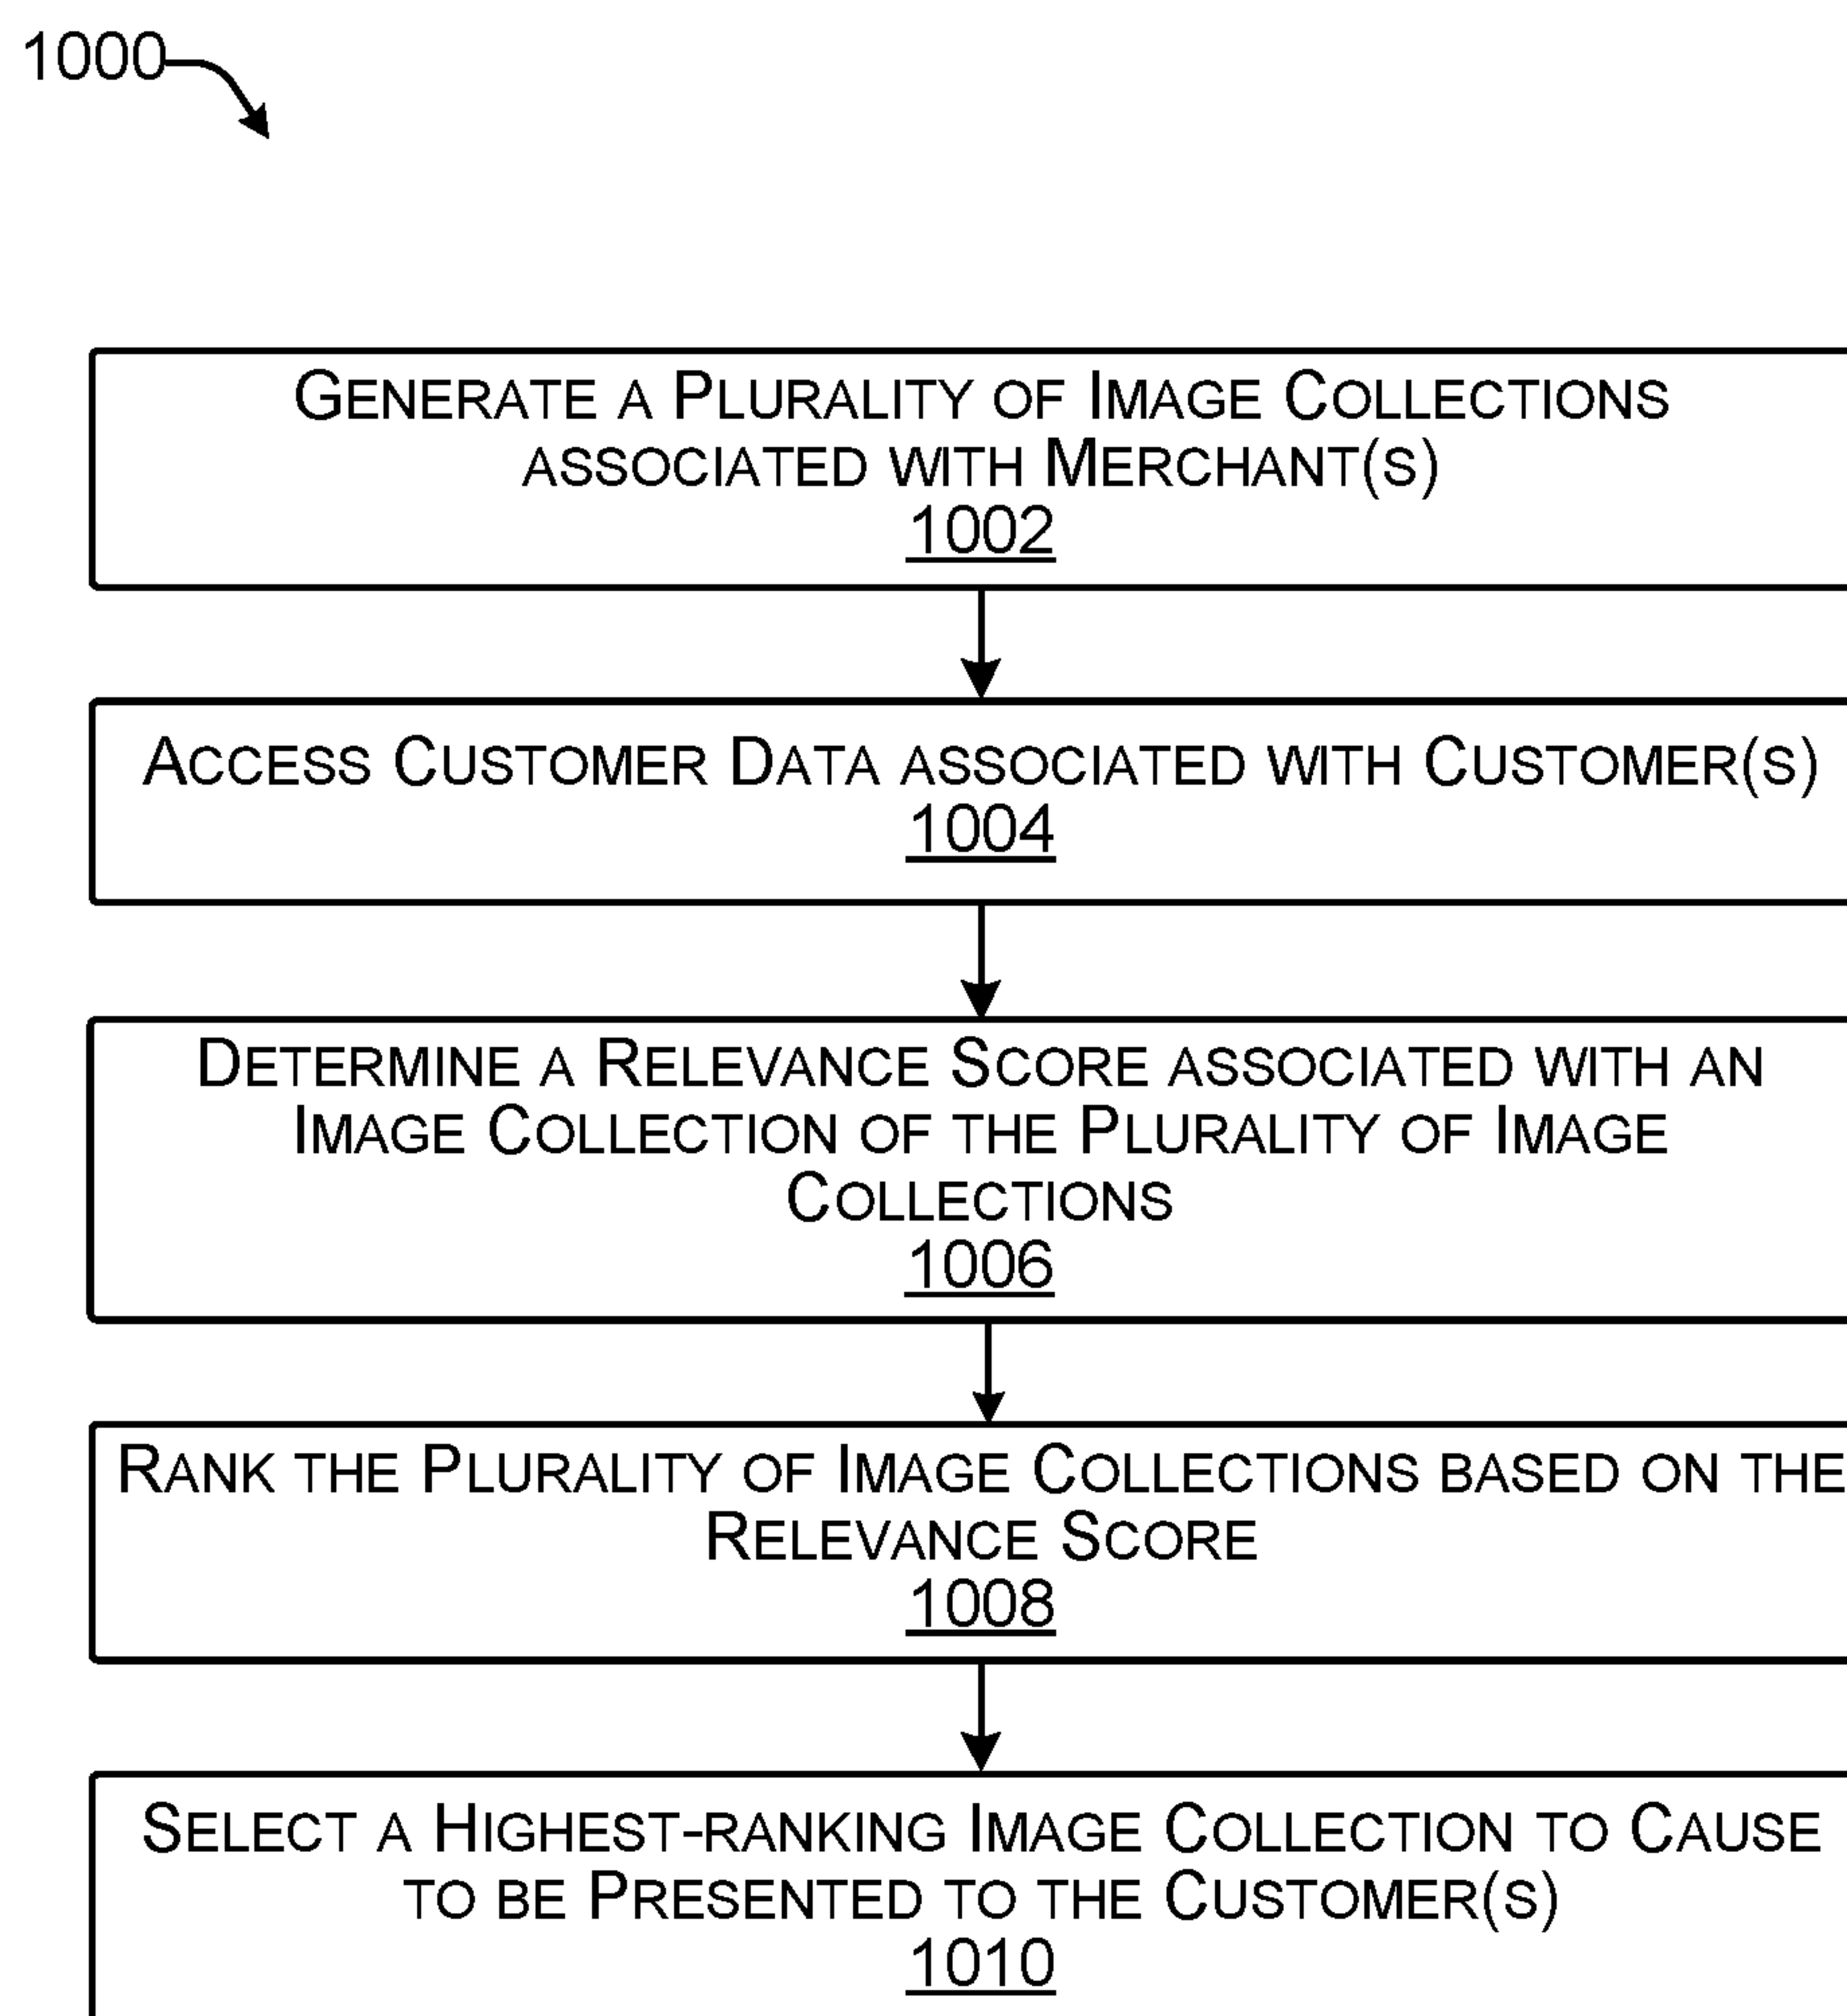 1000
GENERATE A PLURALITY OF IMAGE COLLECTIONS
ASSOCIATED WITH MERCHANT(S)
1002
ACCESS CUSTOMER DATA ASSOCIATED WITH CUSTOMER(S)
1004
DETERMINE A RELEVANCE SCORE ASSOCIATED WITH AN
IMAGE COLLECTION OF THE PLURALITY OF IMAGE
COLLECTIONS
1006
RANK THE PLURALITY OF IMAGE COLLECTIONS BASED ON THE
RELEVANCE SCORE
1008
SELECT A HIGHEST-RANKING IMAGE COLLECTION TO CAUSE
TO BE PRESENTED TO THE CUSTOMER(S)
1010